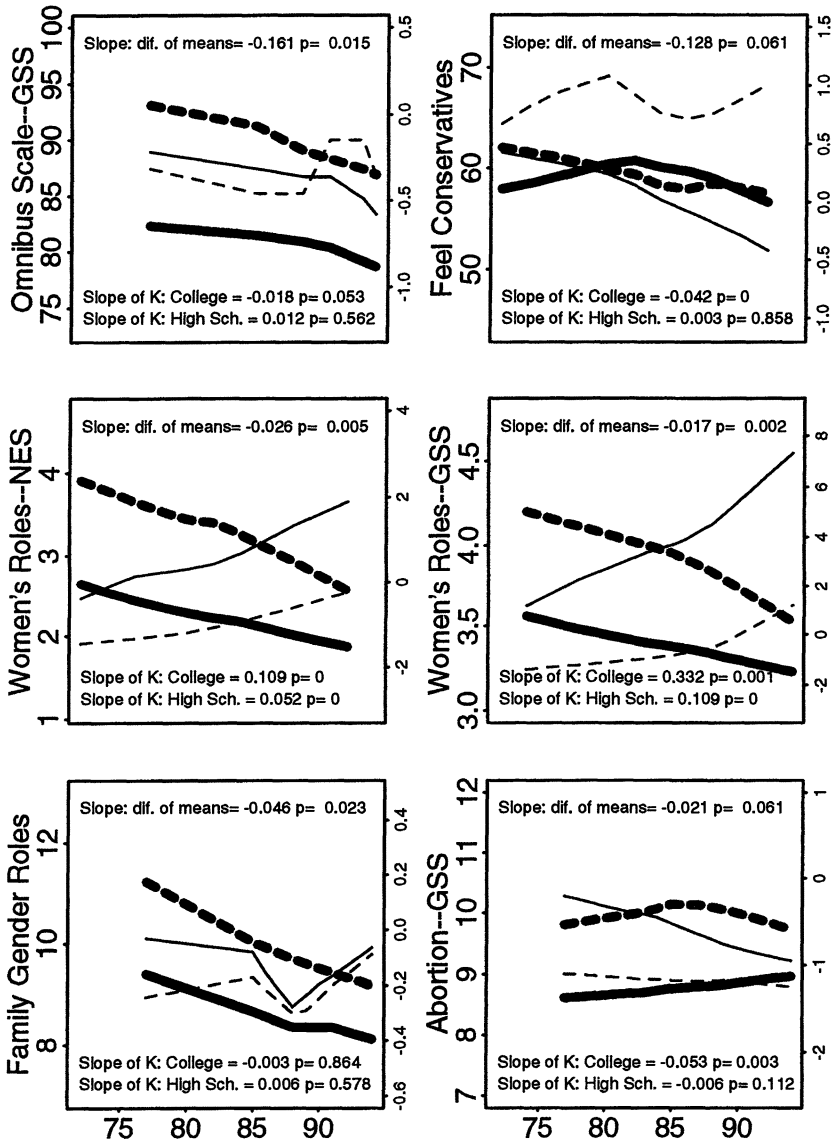 Omnibus Scale--GSS
75 80 85 90 95 100
Slope: dif. of means= -0.161 p= 0.015
Slope of K: College = -0.018 p= 0.053
Slope of K: High Sch. = 0.012 p= 0.562
-1.0 -0.5 0.0 0.5
Feel Conservatives
50 60 70
Slope: dif. of means= -0.128 p= 0.061
Slope of K: College = -0.042 p= 0
Slope of K: High Sch. = 0.003 p= 0.858
-1.0 -0.5 0.0 0.5 1.0 1.5
Women's Roles--NES
1 2 3 4
Slope: dif. of means= -0.026 p= 0.005
Slope of K: College = 0.109 p= 0
Slope of K: High Sch. = 0.052 p= 0
-2 0 2 4
Women's Roles--GSS
3.0 3.5 4.0 4.5
Slope: dif. of means= -0.017 p= 0.002
Slope of K: College = 0.332 p= 0.001
Slope of K: High Sch. = 0.109 p= 0
-2 0 2 4 6 8
Family Gender Roles
8 10 12
Slope: dif. of means= -0.046 p= 0.023
Slope of K: College = -0.003 p= 0.864
Slope of K: High Sch. = 0.006 p= 0.578
-0.6 -0.4 -0.2 0.0 0.2 0.4
75 80 85 90
Abortion--GSS
7 8 9 10 11 12
Slope: dif. of means= -0.021 p= 0.061
Slope of K: College = -0.053 p= 0.003
Slope of K: High Sch. = -0.006 p= 0.112
-2 -1 0 1
75 80 85 90